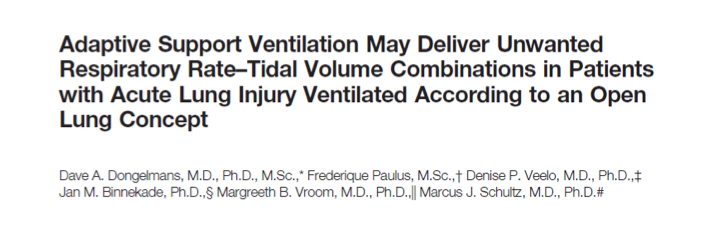 Adaptive Support Ventilation May Deliver Unwanted
Respiratory Rate–Tidal Volume Combinations in Patients
with Acute Lung Injury Ventilated According to an Open
Lung Concept
Dave A. Dongelmans, M.D., Ph.D., M.Sc.,* Frederique Paulus, M.Sc.,† Denise P. Veelo, M.D., Ph.D.,‡
Jan M. Binnekade, Ph.D.,§ Margreeth B. Vroom, M.D., Ph.D.,‖ Marcus J. Schultz, M.D., Ph.D.#